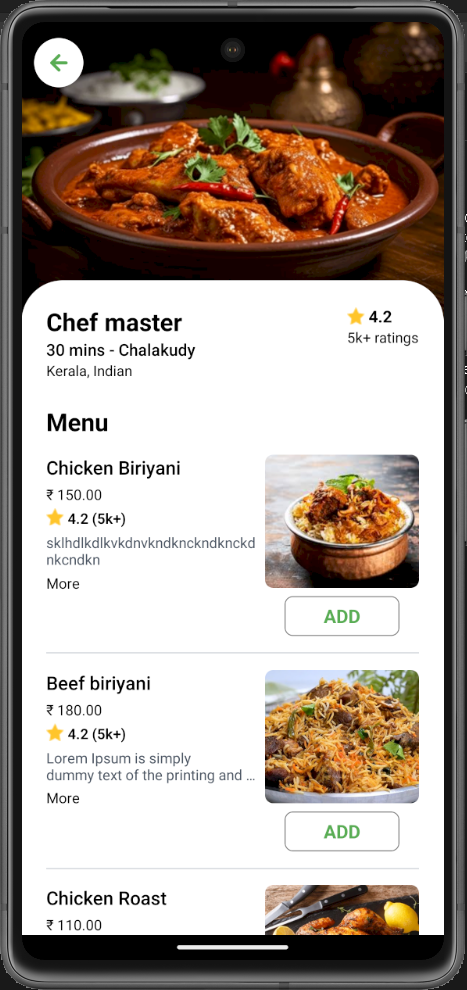 Chef master
4.2
30 mins - Chalakudy
5k+ ratings
Kerala, Indian
Menu
Chicken Biriyani
₹ 150.00
4.2 (5k+)
sklhdlkdlkvkdnvkndknckndknckd
nkcndkn
More
ADD
Beef biriyani
₹ 180.00
4.2 (5k+)
Lorem Ipsum is simply
dummy text of the printing and …
More
ADD
Chicken Roast
₹ 110.00